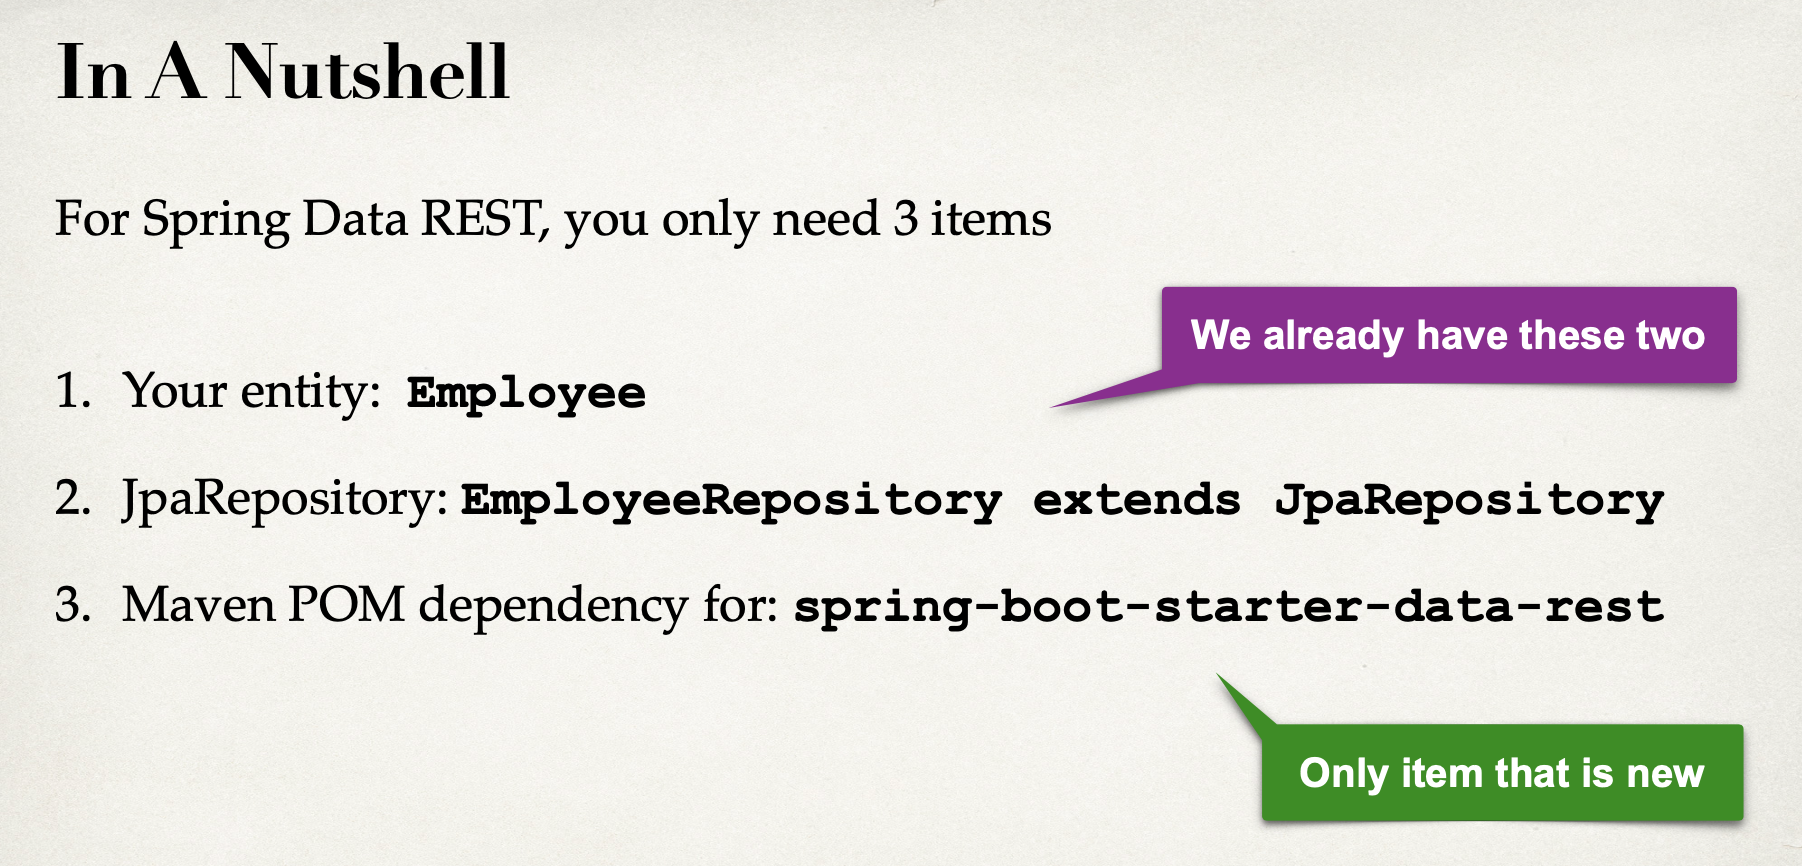 In A Nutshell
For Spring Data REST, you only need 3 items
We already have these two
1. Your entity: Employee
2. JpaRepository: EmployeeRepository extends JpaRepository
3. Maven POM dependency for: spring-boot-starter-data-rest
Only item that is new